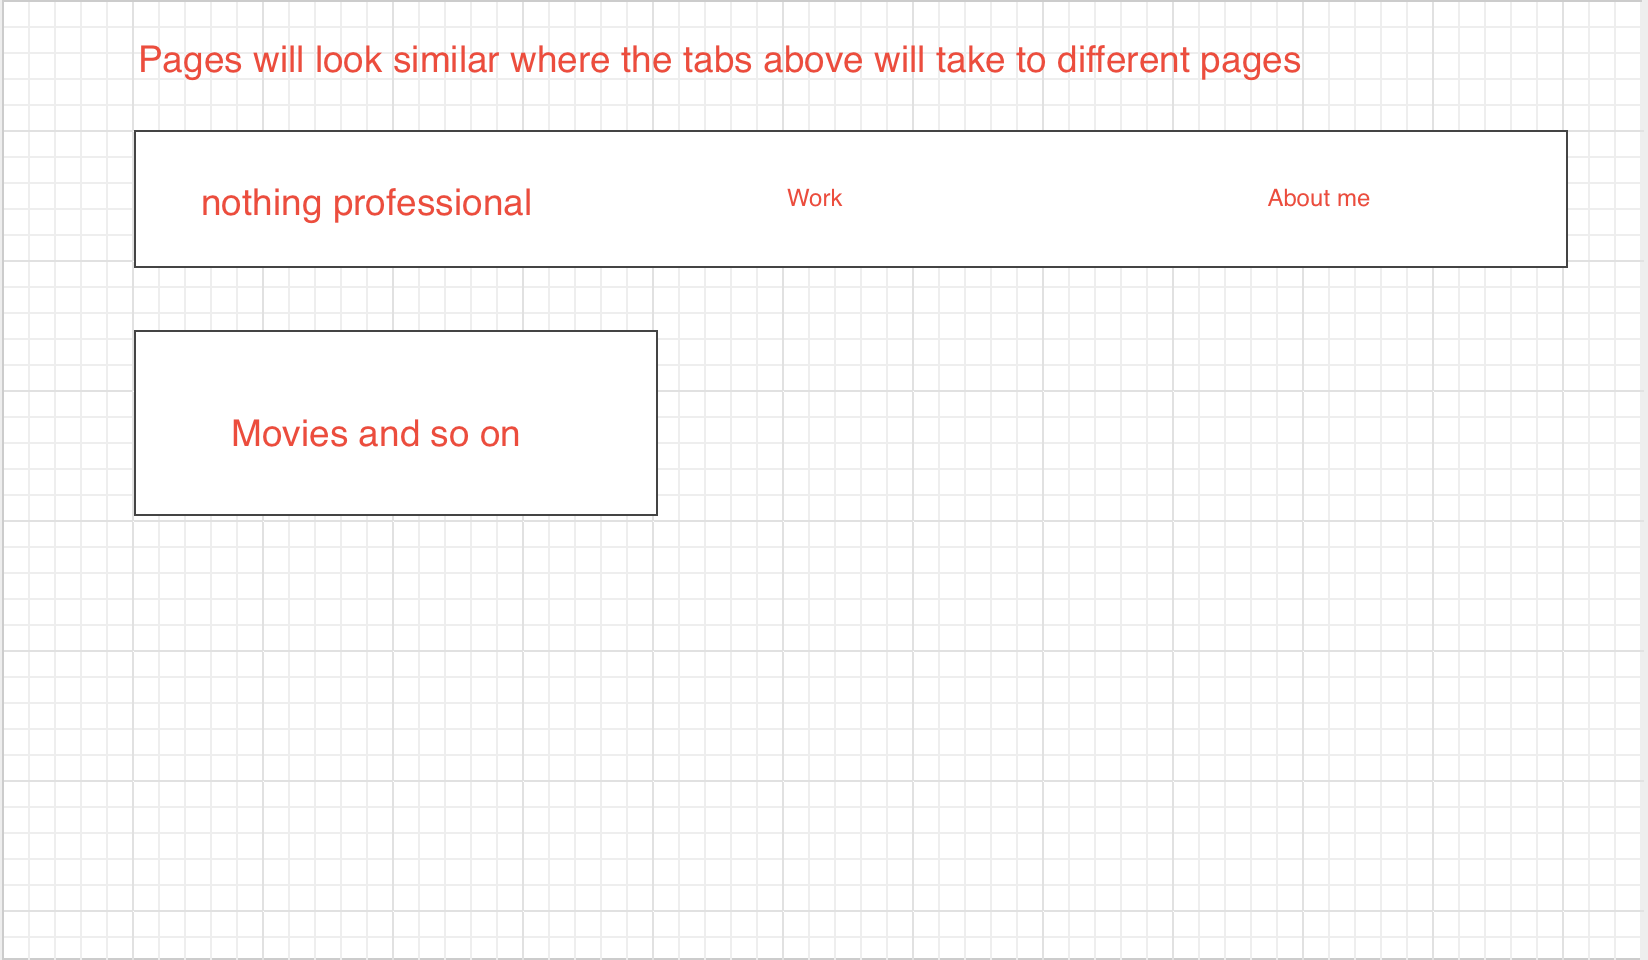 Pages will look similar where the tabs above will take to different pages
nothing professional
Work
About me
Movies and so on